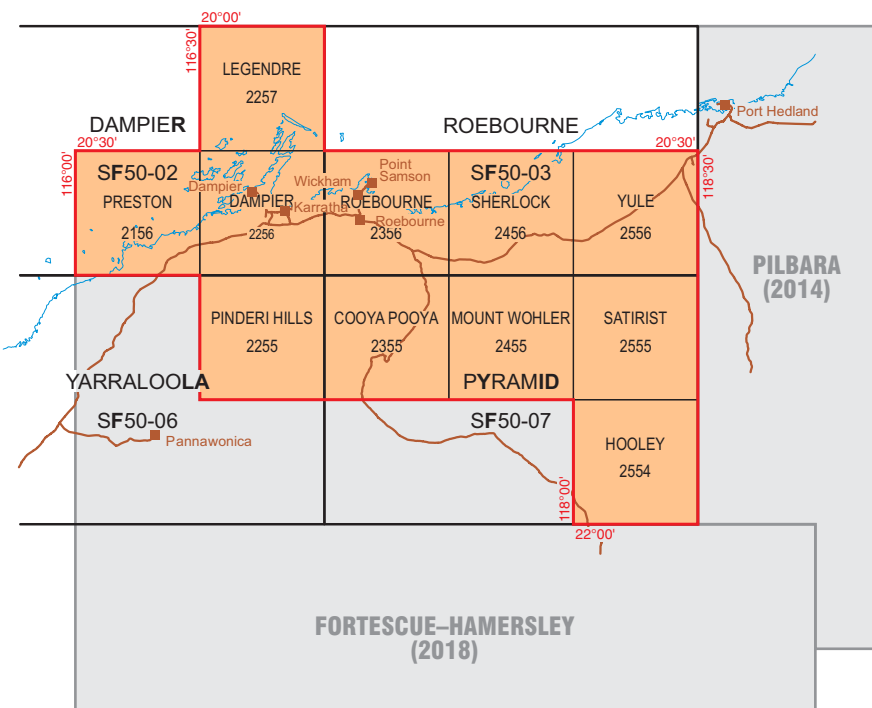 20°00'
116°30'
LEGENDRE
2257
Port Hedland
DAMPIER
ROEBOURNE
20°30'
20°30'
116°00'
118°30'
SF50-02
SF50-03
Point
Samson
Wickham
Dampier
PRESTON
DAMPIER
ROEBOURNE
SHERLOCK
YULE
Karratha
Roebourne
2156
2256
2356
2456
2556
PILBARA
(2014)
PINDERI HILLS
COOYA POOYA
MOUNT WOHLER
SATIRIST
2255
2355
2455
2555
YARRALOOLA
PYRAMID
SF50-06
SF50-07
Pannawonica
HOOLEY
2554
118°00'
22°00'
FORTESCUE–HAMERSLEY
(2018)